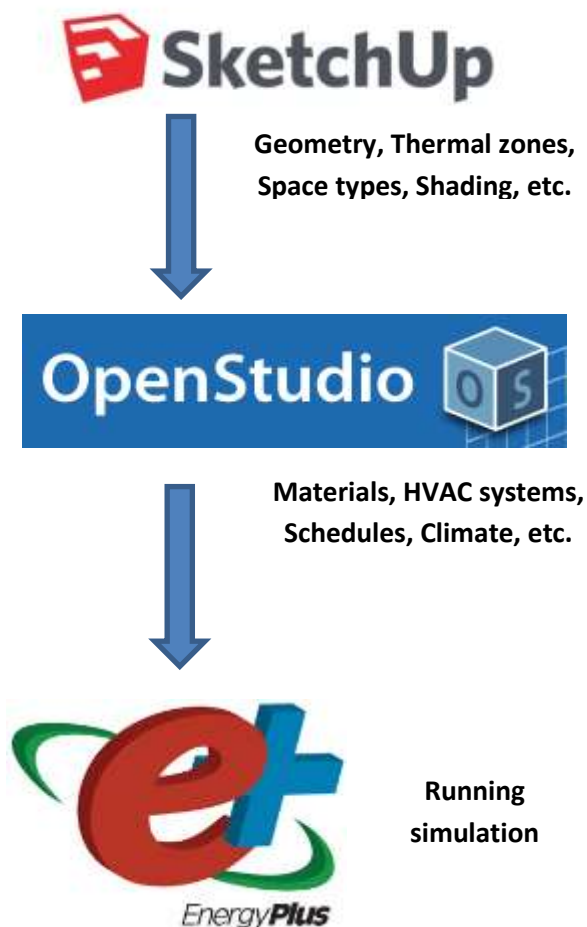 SketchUp
Geometry, Thermal zones,
Space types, Shading, etc.
OpenStudio
OS
Materials, HVAC systems,
Schedules, Climate, etc.
e+
Running
simulation
EnergyPlus